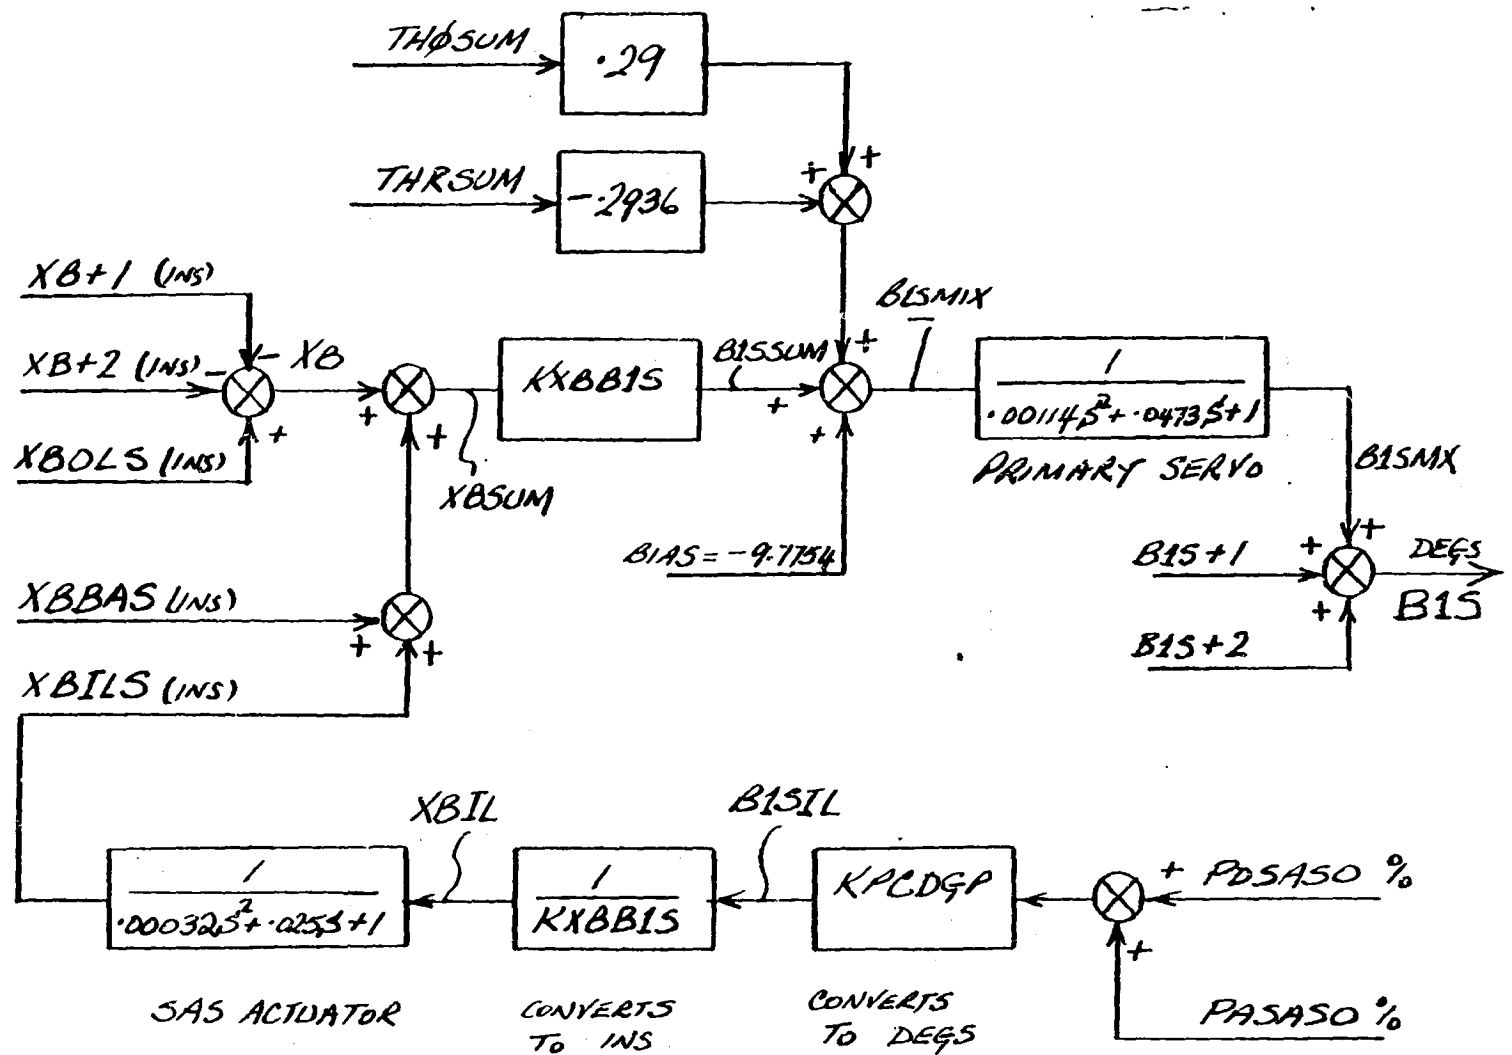 THØSUM
.29
+
+
THRSUM
-.2936
XB+1 (INS)
B1SMIX
XB+2 (INS)
-
-
XB
KXBB1S
B1SSUM
+
1
.00114S²+.0473S+1
+
+
+
+
+
XBOLS (INS)
XBSUM
PRIMARY SERVO
B1SMX
BIAS=-9.7754
B1S+1
+
+
DEGS
B1S
+
B1S+2
XBBAS (INS)
+
+
XBILS (INS)
XBIL
B1SIL
1
.00032S²+.025S+1
1
KXBB1S
KPCDGP
+
PDSASO %
+
SAS ACTUATOR
CONVERTS
TO INS
CONVERTS
TO DEGS
PASASO %